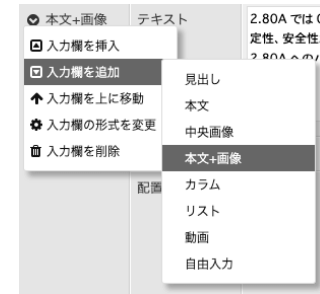 本文+画像
テキスト
2.80A では
定性、安全性
2.80A への
入力欄を挿入
入力欄を追加
入力欄を上に移動
入力欄の形式を変更
入力欄を削除
見出し
本文
中央画像
本文+画像
カラム
リスト
動画
自由入力
配置